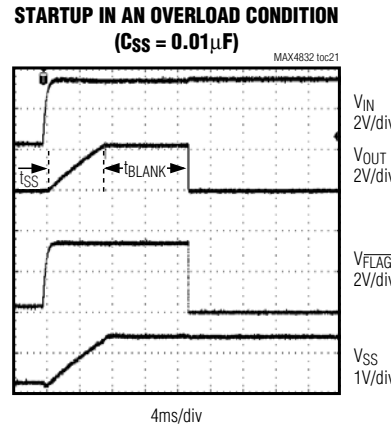 STARTUP IN AN OVERLOAD CONDITION
(CSS = 0.01µF)
MAX4832 toc21
VIN
2V/div
VOUT
2V/div
tSS
tBLANK
VFLAG
2V/div
VSS
1V/div
4ms/div